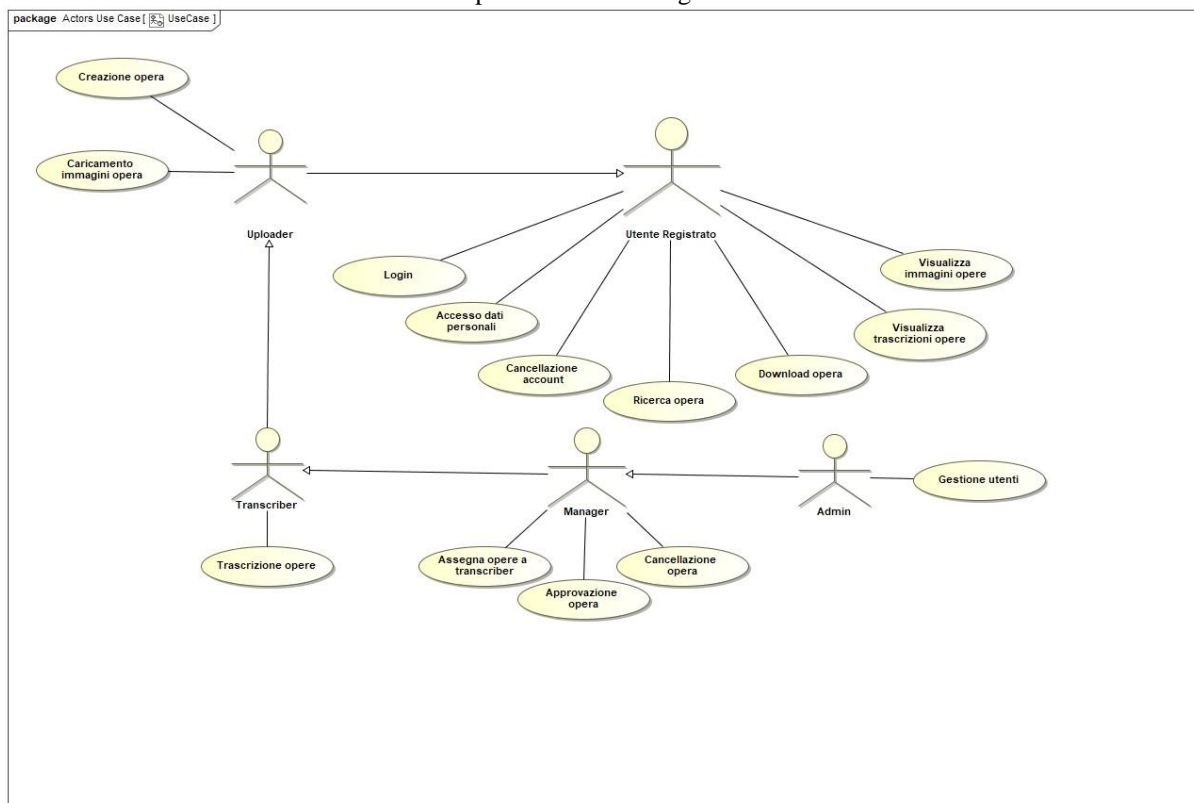 package Actors Use Case [ UseCase ]
Creazione opera
Caricamento
immagini opera
Uploader
Utente Registrato
Login
Accesso dati
personali
Cancellazione
account
Ricerca opera
Download opera
Visualizza
trascrizioni opere
Visualizza
immagini opere
Transcriber
Trascrizione opere
Manager
Assegna opere a
transcriber
Approvazione
opera
Cancellazione
opera
Admin
Gestione utenti